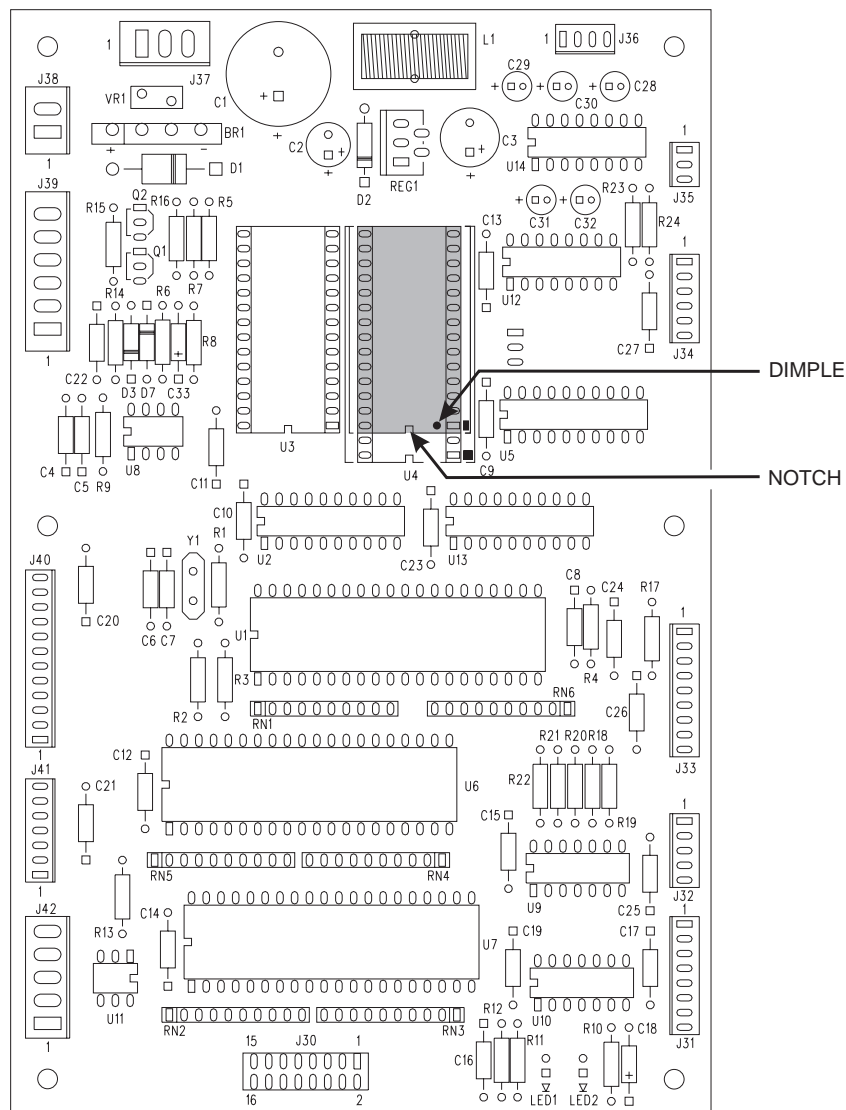 1
J37
L1
1
J36
J38
C29
C28
C30
VR1
C1
+
BR1
+
-
C2
+
C3
+
U14
1
1
D1
D2
REG1
J35
J39
Q2
R16
R5
R15
C31
C32
C13
R23
R24
Q1
R14
R6
R7
U12
1
R8
C27
J34
1
C22
D3
D7
C33
DIMPLE
U3
U4
U5
C9
C4
C5
R9
U8
C11
NOTCH
C10
R1
Y1
U2
C23
U13
J40
C20
C6
C7
U1
C8
C24
R17
1
R2
R3
R4
RN1
RN6
C26
1
C12
J33
J41
C21
U6
R21
R20
R18
R22
C15
R19
1
RN5
RN4
1
J42
R13
C14
U9
C25
J32
1
U7
C19
C17
U11
RN2
RN3
U10
1
15
J30
1
R12
R11
R10
C18
J31
16
2
C16
LED1
LED2